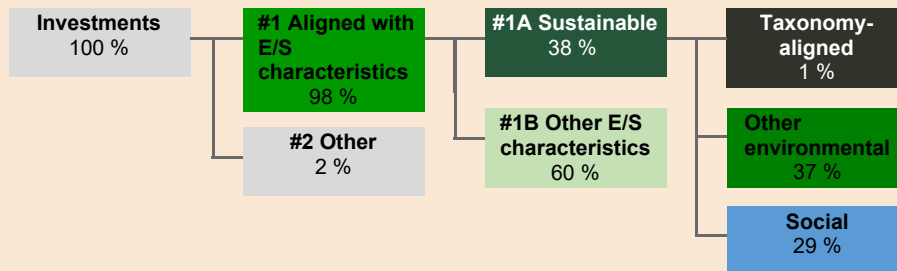 Investments
100 %
#1 Aligned with
E/S
characteristics
98 %
#2 Other
2 %
#1A Sustainable
38 %
#1B Other E/S
characteristics
60 %
Taxonomy-
aligned
1 %
Other
environmental
37 %
Social
29 %